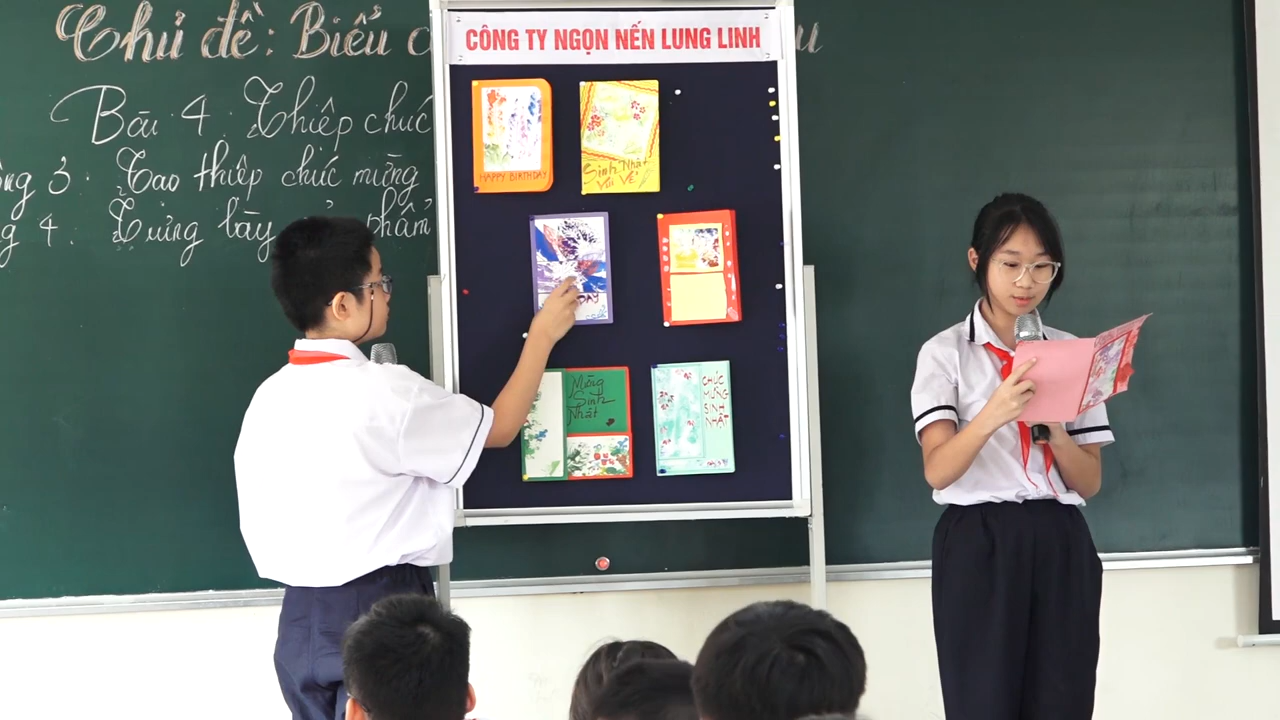 Chủ đề: Biểu
CÔNG TY NGỌN NẾN LUNG LINH
Bài 4: Thiệp chúc
3. Tạo thiệp chúc mừng
4. Trưng bày phẩm
HAPPY BIRTHDAY
Sinh Nhật
Vui Vẻ
DAY
Mừng
Sinh
Nhật
CHÚC
MỪNG
SINH
NHẬT